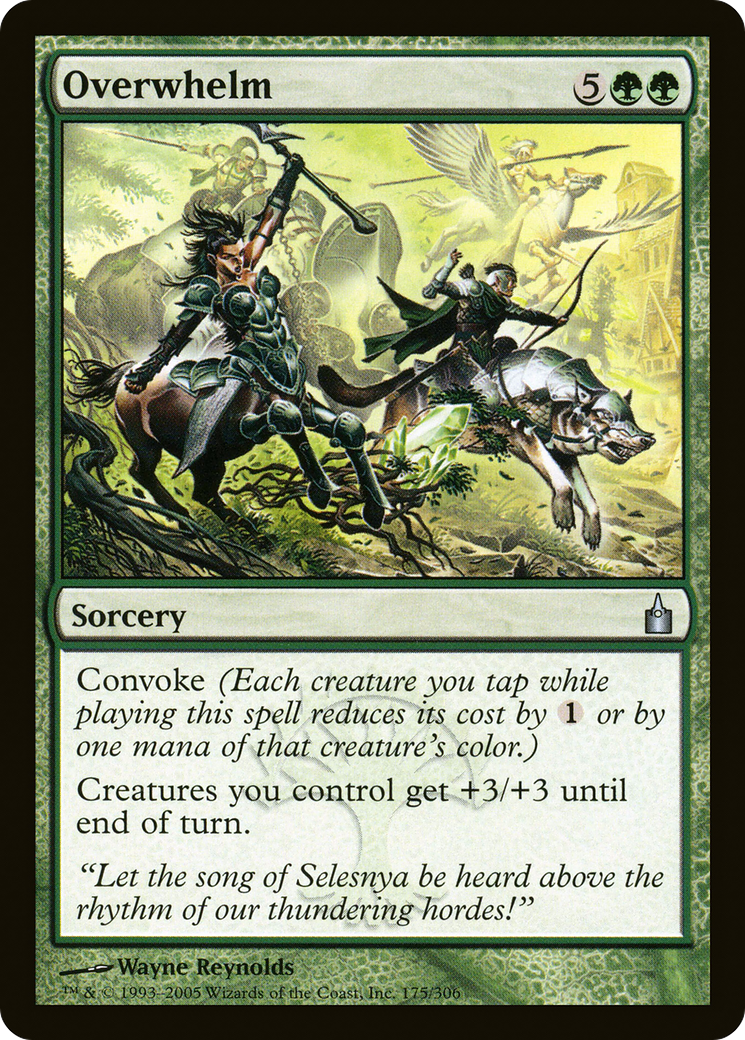 Overwhelm 5
Sorcery
Convoke (Each creature you tap while
playing this spell reduces its cost by 1 or by
one mana of that creature's color.)
Creatures you control get +3/+3 until
end of turn.
"Let the song of Selesnya be heard above the
rhythm of our thundering hordes!"
Wayne Reynolds
™ & © 1993–2005 Wizards of the Coast, Inc. 175/306